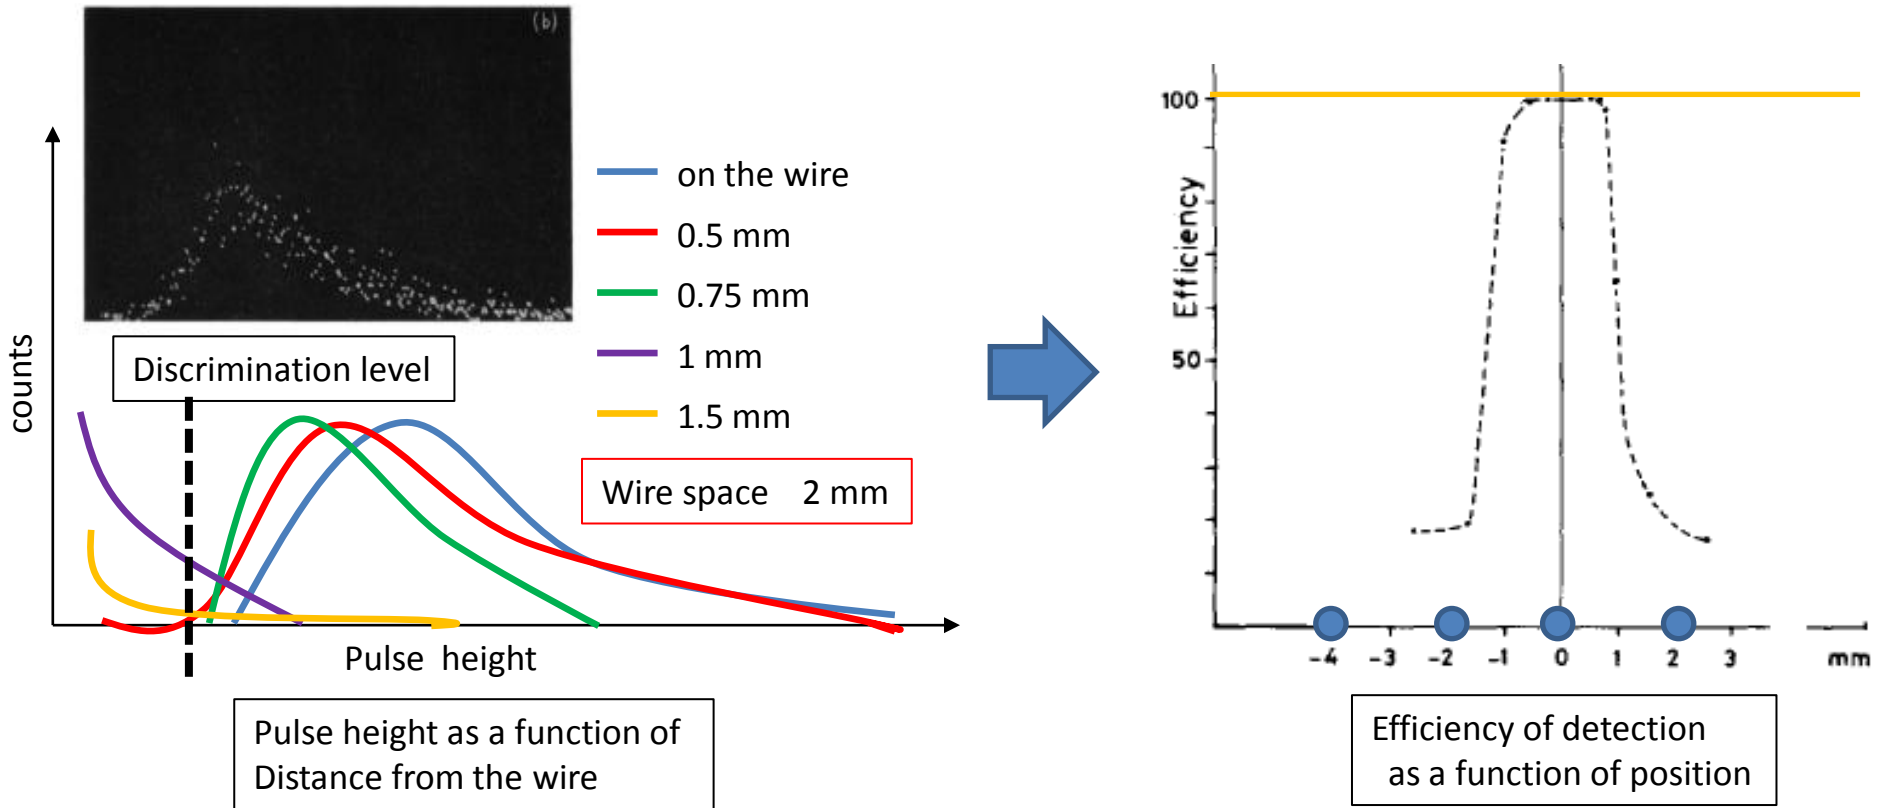 (b)
counts
Discrimination level
on the wire
0.5 mm
0.75 mm
1 mm
1.5 mm
Wire space 2 mm
Pulse height
Pulse height as a function of
Distance from the wire
100
50
Efficiency
-4 -3 -2 -1 0 1 2 3 mm
Efficiency of detection
as a function of position